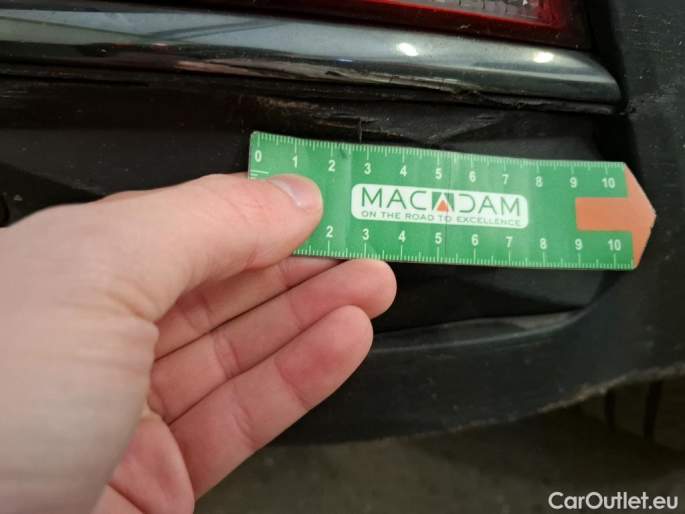 0 1 2 3 4 5 6 7 8 9 10
MACADAM
ON THE ROAD TO EXCELLENCE
2 3 4 5 6 7 8 9 10
CarOutlet.eu